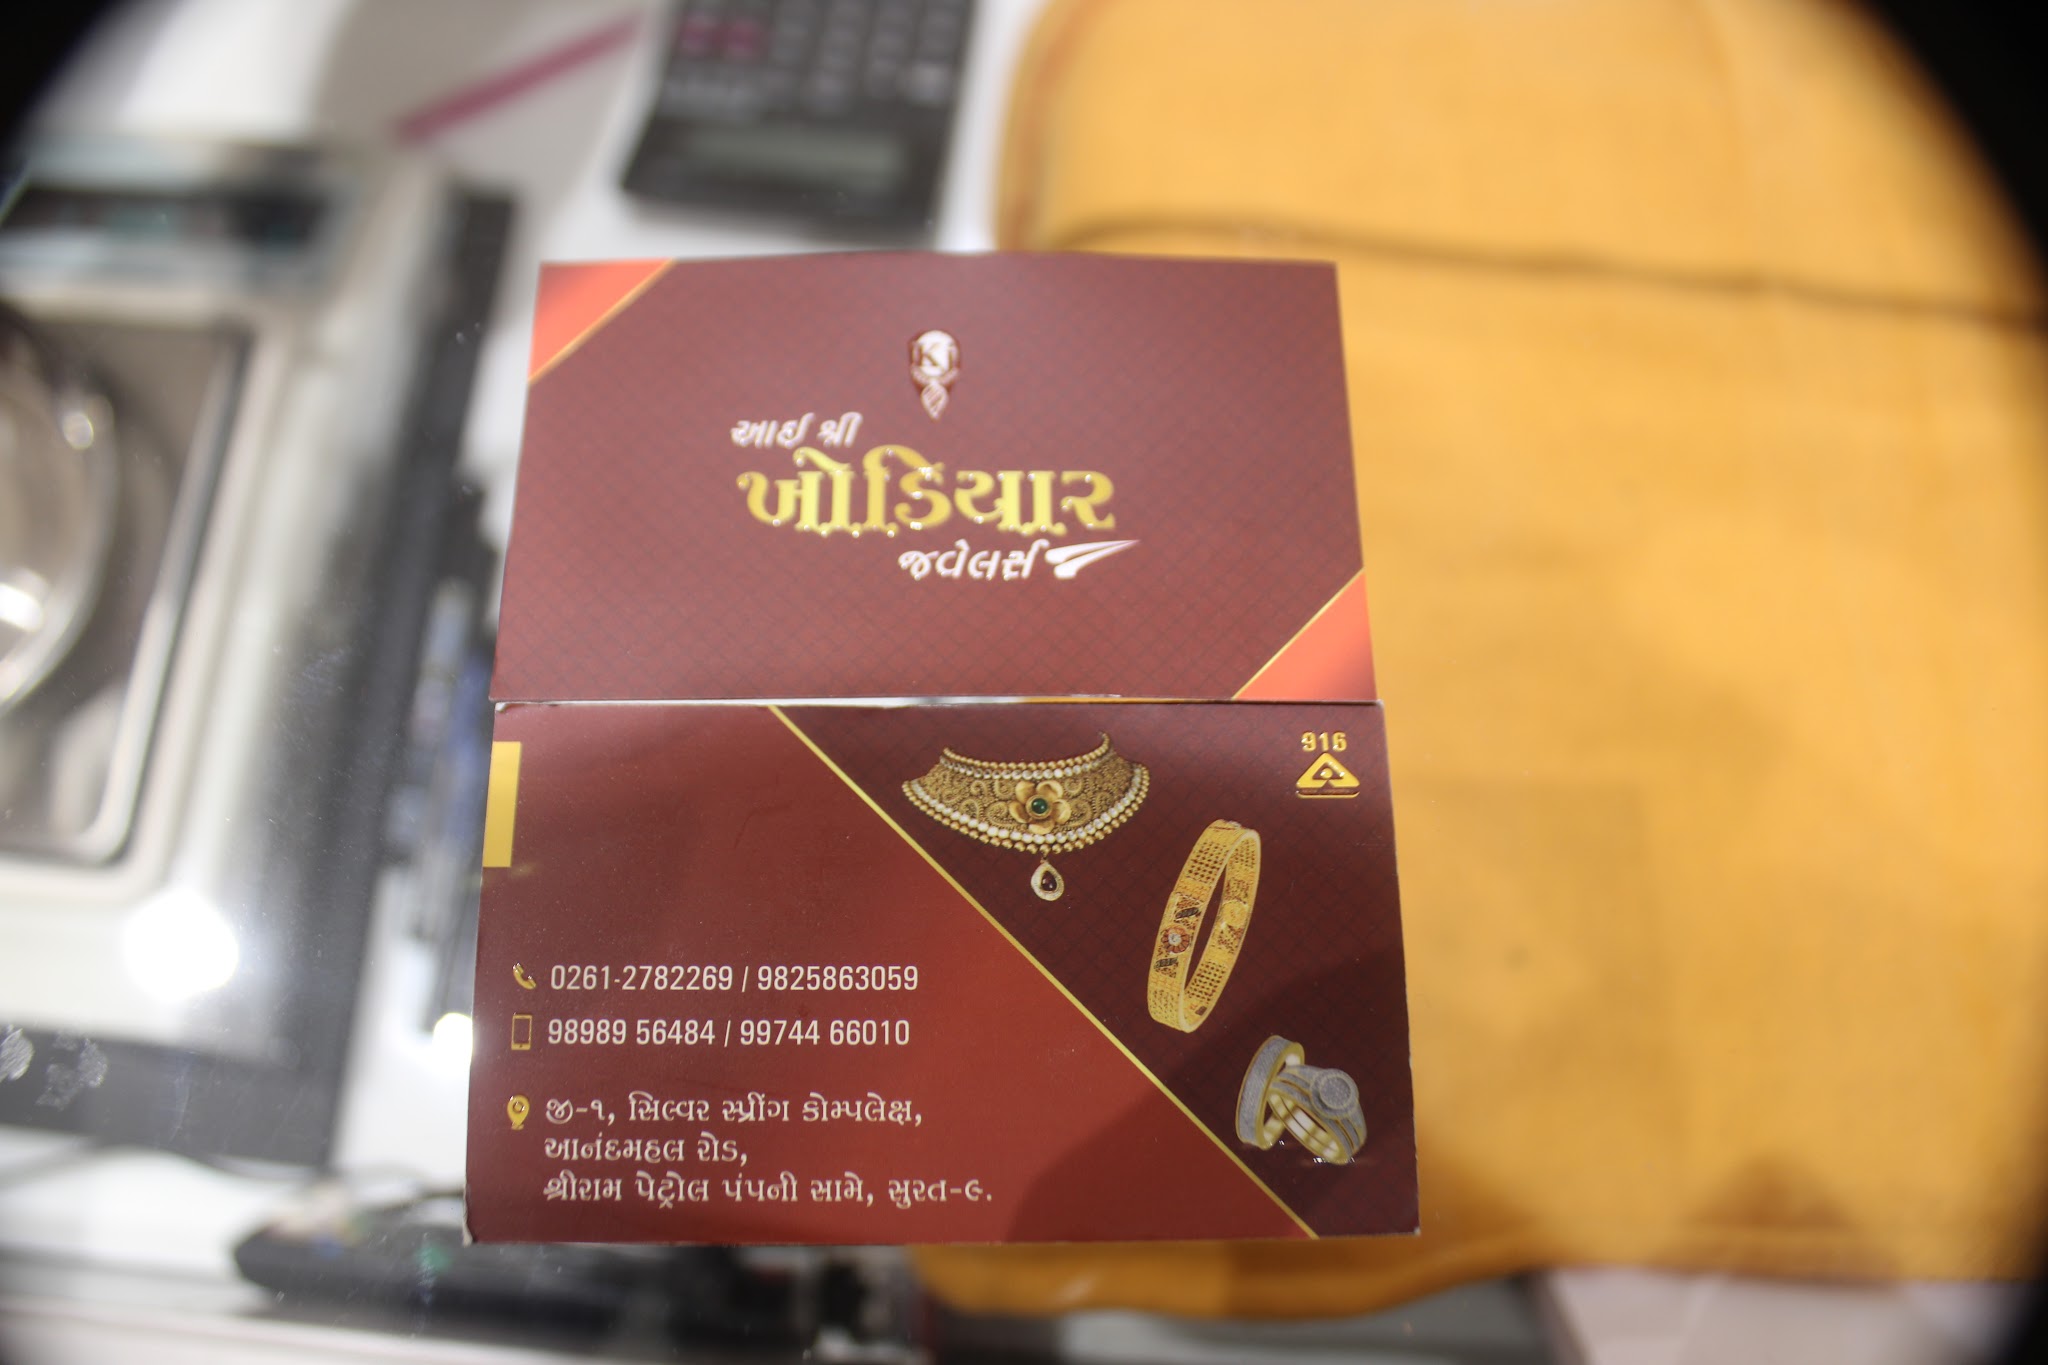 KJ
આઈ શ્રી
ખોડિયાર
જ્વેલર્સ
916
0261-2782269 / 9825863059
98989 56484 / 99744 66010
જી-૧, સિલ્વર સ્પ્રીંગ કોમ્પલેક્ષ,
આનંદમહલ રોડ,
શ્રીરામ પેટ્રોલ પંપની સામે, સુરત-૯.